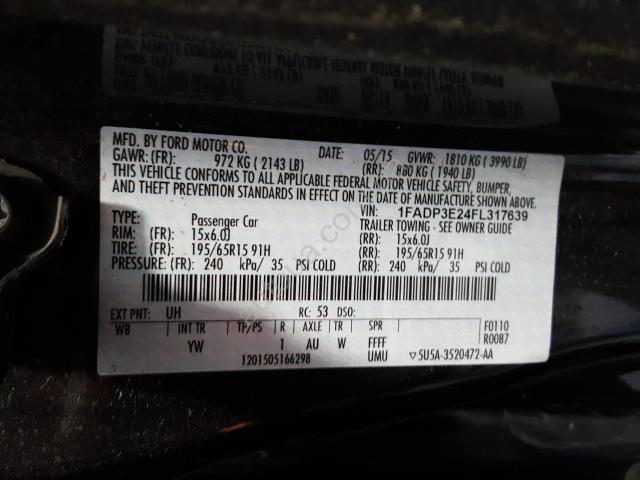 MFD. BY FORD MOTOR CO.
DATE: 05/15 GVWR: 1810 KG ( 3990 LB)
GAWR: (FR): 972 KG ( 2143 LB) (RR): 880 KG ( 1940 LB)
THIS VEHICLE CONFORMS TO ALL APPLICABLE FEDERAL MOTOR VEHICLE SAFETY, BUMPER,
AND THEFT PREVENTION STANDARDS IN EFFECT ON THE DATE OF MANUFACTURE SHOWN ABOVE.
VIN: 1FADP3E24FL317639
TYPE: Passenger Car TRAILER TOWING - SEE OWNER GUIDE
RIM: (FR): 15x6.0J (RR): 15x6.0J
TIRE: (FR): 195/65R15 91H (RR): 195/65R15 91H
PRESSURE: (FR): 240 kPa/ 35 PSI COLD (RR): 240 kPa/ 35 PSI COLD
EXT PNT: UH RC: 53 DSO:
WB INT TR TP/PS R AXLE TR SPR F0110
YW 1 AU W FFFF R0087
1201505166298 UMU ▽5U5A-3520472-AA